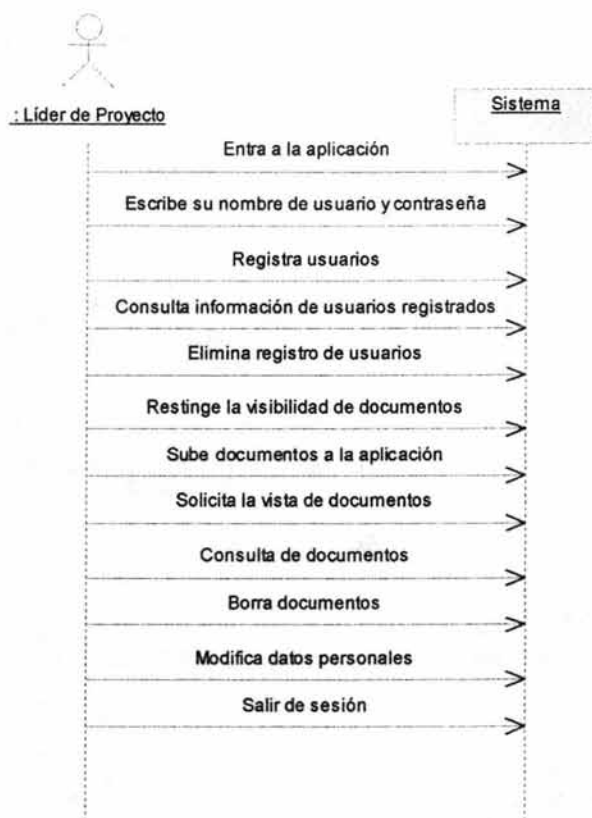 : Líder de Proyecto
Sistema
Entra a la aplicación
Escribe su nombre de usuario y contraseña
Registra usuarios
Consulta información de usuarios registrados
Elimina registro de usuarios
Restinge la visibilidad de documentos
Sube documentos a la aplicación
Solicita la vista de documentos
Consulta de documentos
Borra documentos
Modifica datos personales
Salir de sesión